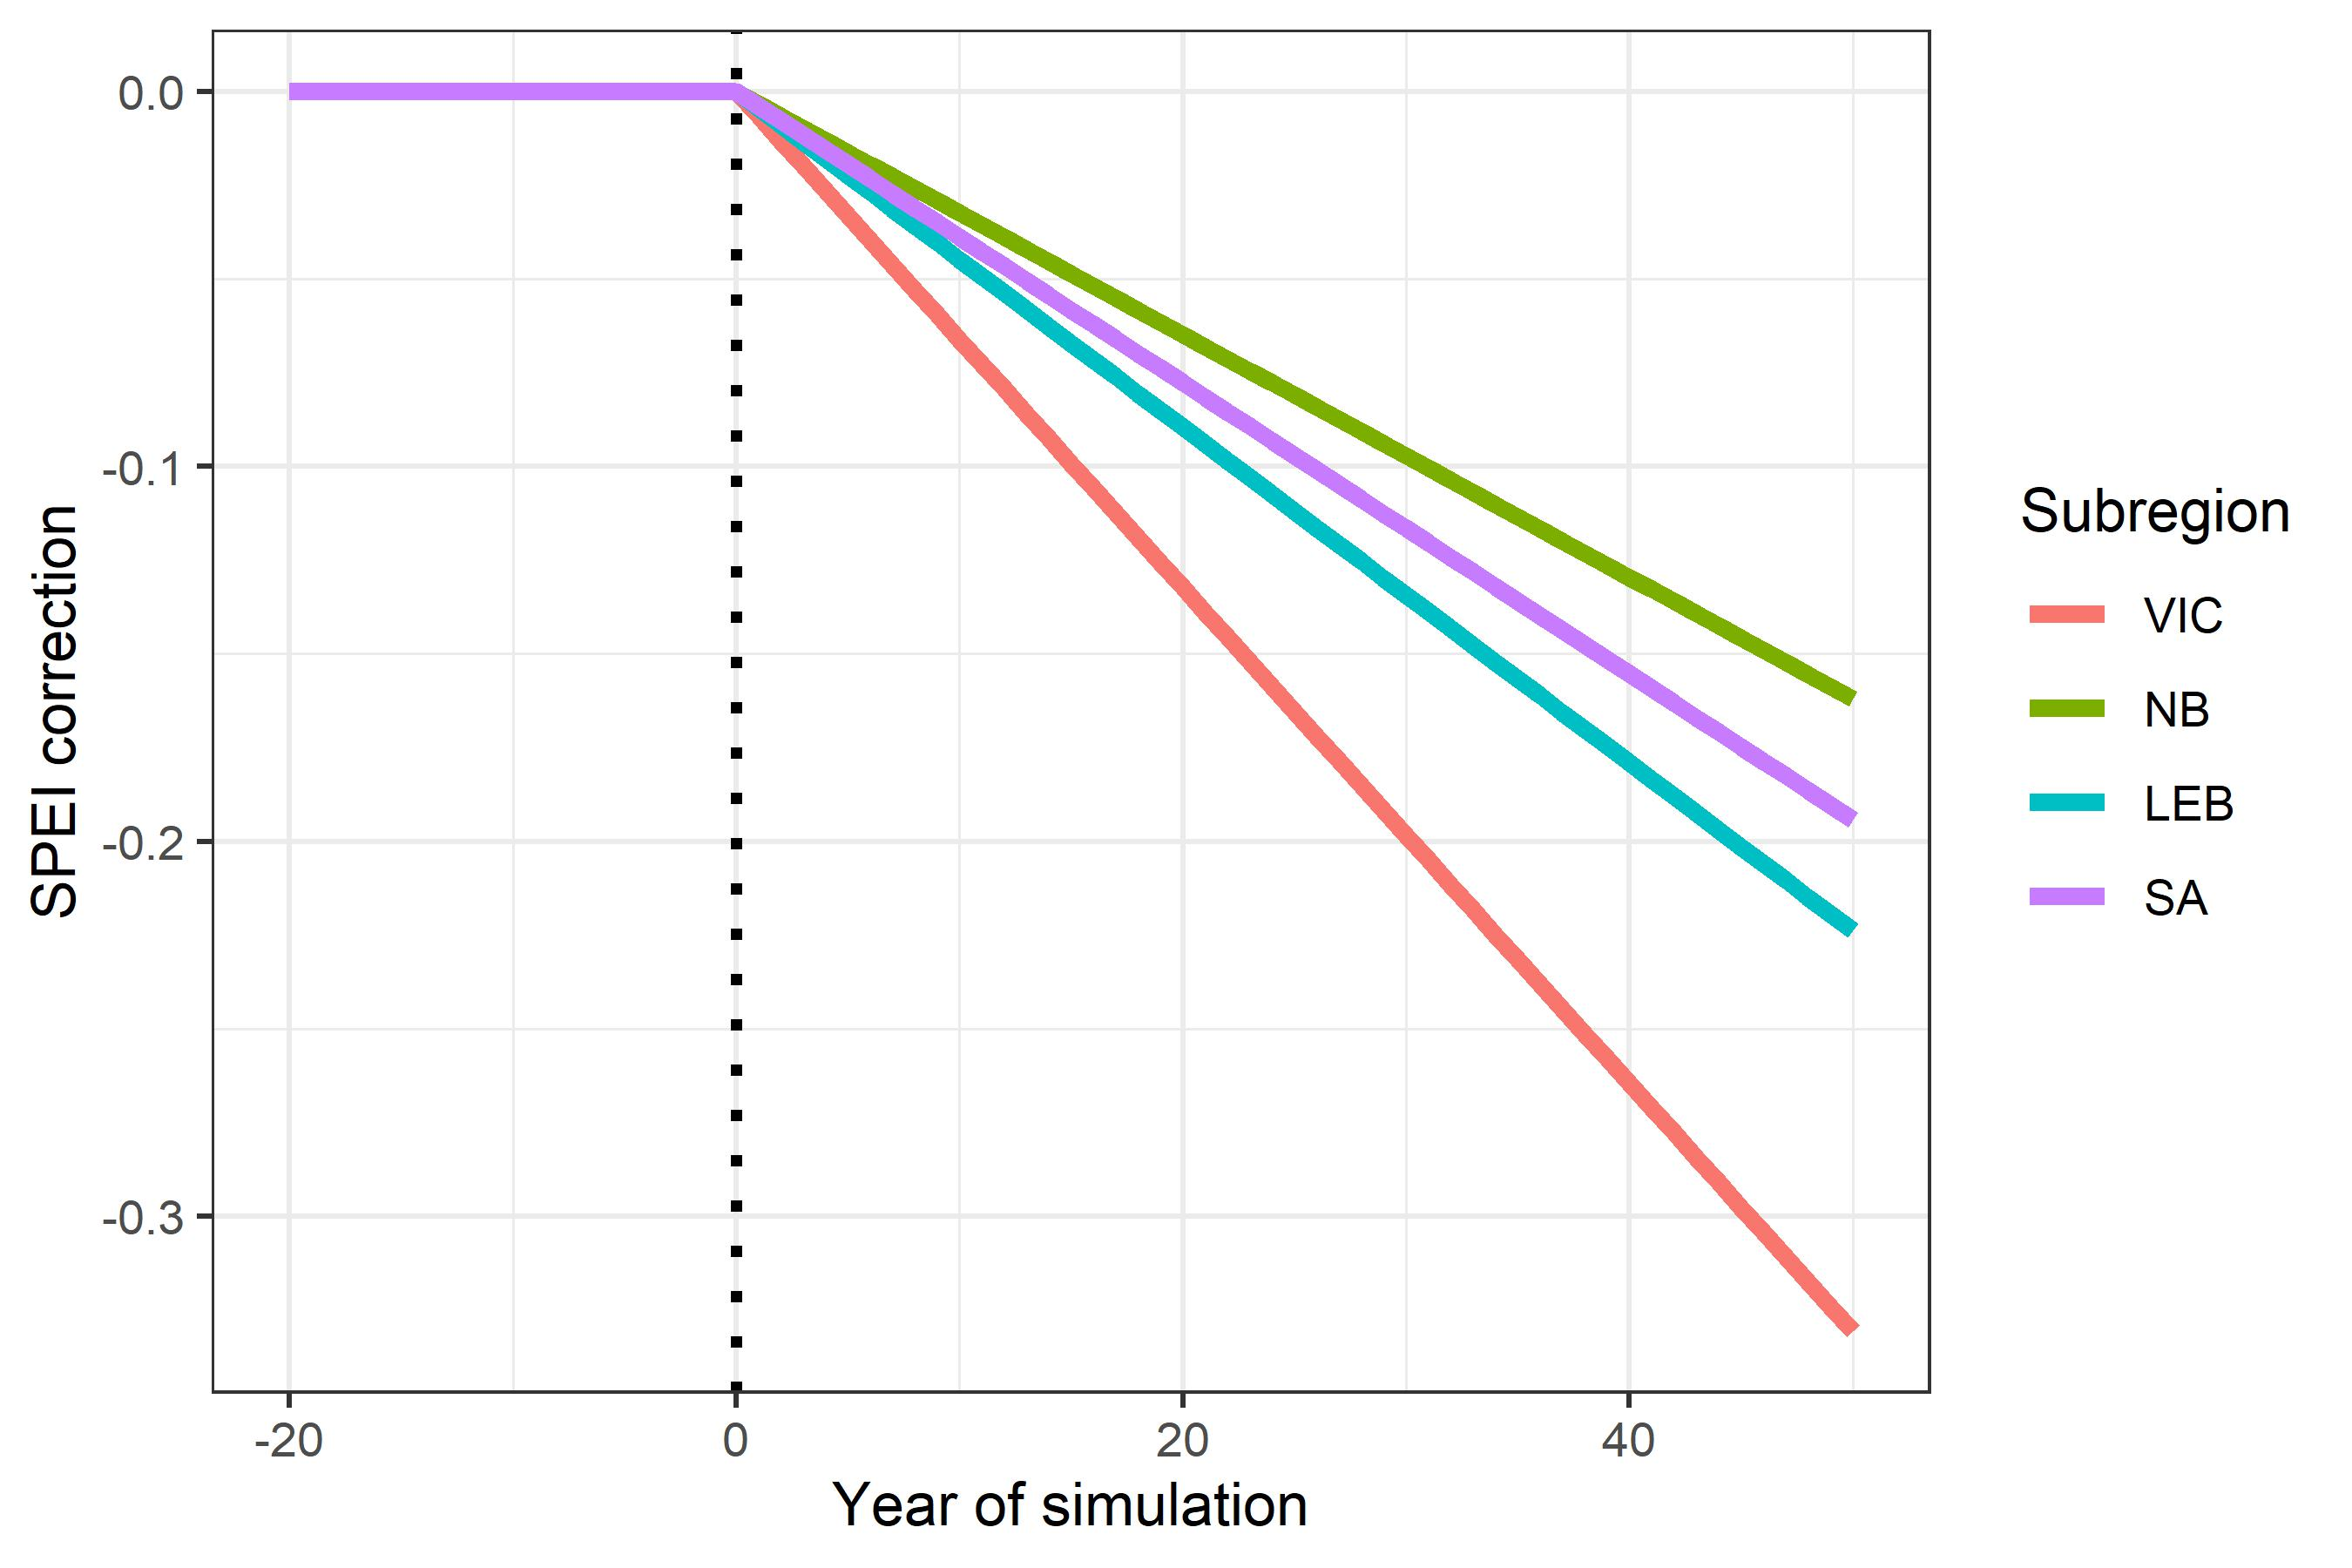 SPEI correction
0.0
-0.1
-0.2
-0.3
-20
0
20
40
Year of simulation
Subregion
VIC
NB
LEB
SA